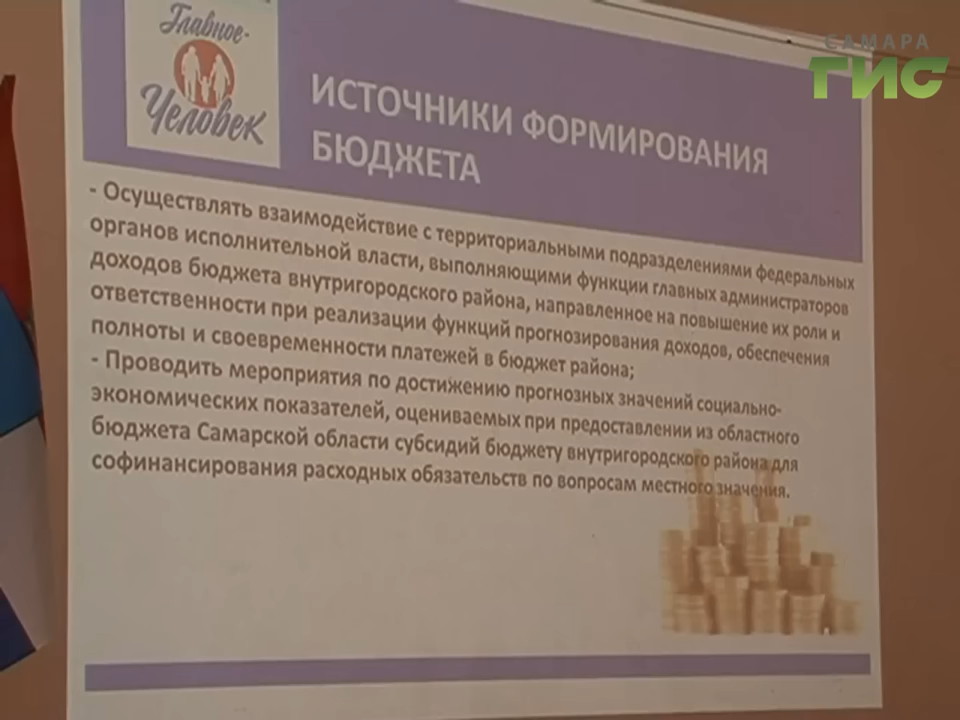 Главное-
Человек
САМАРА
ГИС
ИСТОЧНИКИ ФОРМИРОВАНИЯ
БЮДЖЕТА
- Осуществлять взаимодействие с территориальными подразделениями федеральных
органов исполнительной власти, выполняющими функции главных администраторов
доходов бюджета внутригородского района, направленное на повышение их роли и
ответственности при реализации функций прогнозирования доходов, обеспечения
полноты и своевременности платежей в бюджет района;
- Проводить мероприятия по достижению прогнозных значений социально-
экономических показателей, оцениваемых при предоставлении из областного
бюджета Самарской области субсидий бюджету внутригородского района для
софинансирования расходных обязательств по вопросам местного значения.